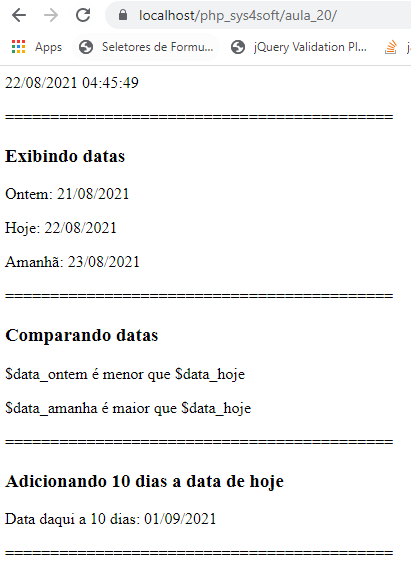 localhost/php_sys4soft/aula_20/
Apps Seletores de Formu... jQuery Validation Pl...
22/08/2021 04:45:49
===========================================
Exibindo datas
Ontem: 21/08/2021
Hoje: 22/08/2021
Amanhã: 23/08/2021
===========================================
Comparando datas
$data_ontem é menor que $data_hoje
$data_amanha é maior que $data_hoje
===========================================
Adicionando 10 dias a data de hoje
Data daqui a 10 dias: 01/09/2021
===========================================